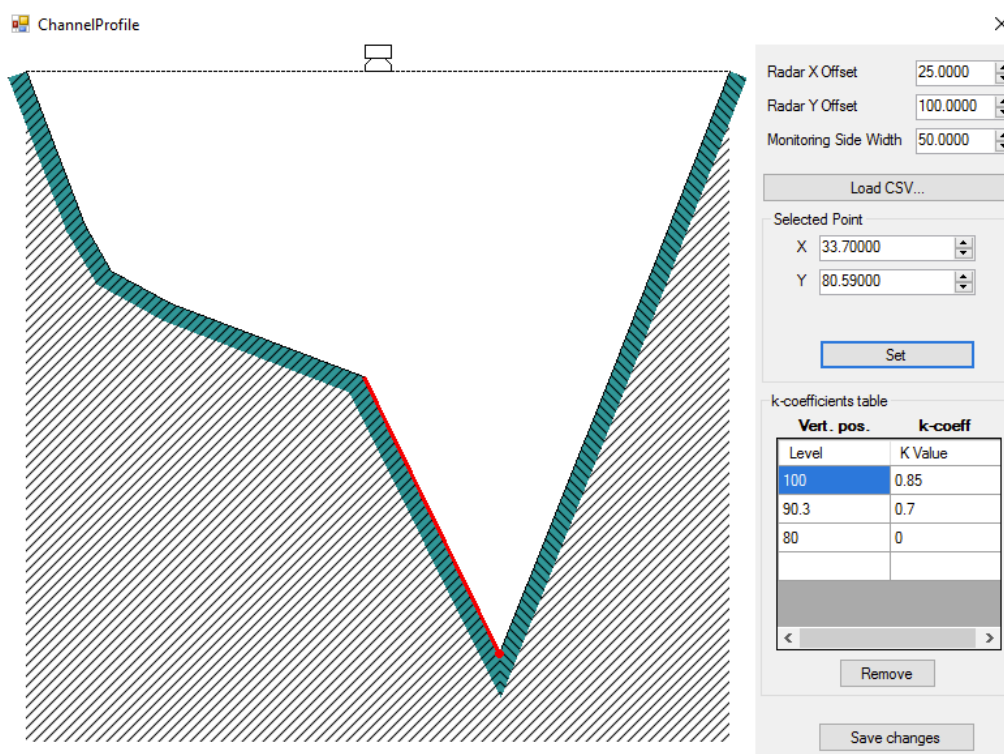 ChannelProfile
Radar X Offset 25.0000
Radar Y Offset 100.0000
Monitoring Side Width 50.0000
Load CSV...
Selected Point
X 33.70000
Y 80.59000
Set
k-coefficients table
Vert. pos. k-coeff
Level K Value
100 0.85
90.3 0.7
80 0
Remove
Save changes